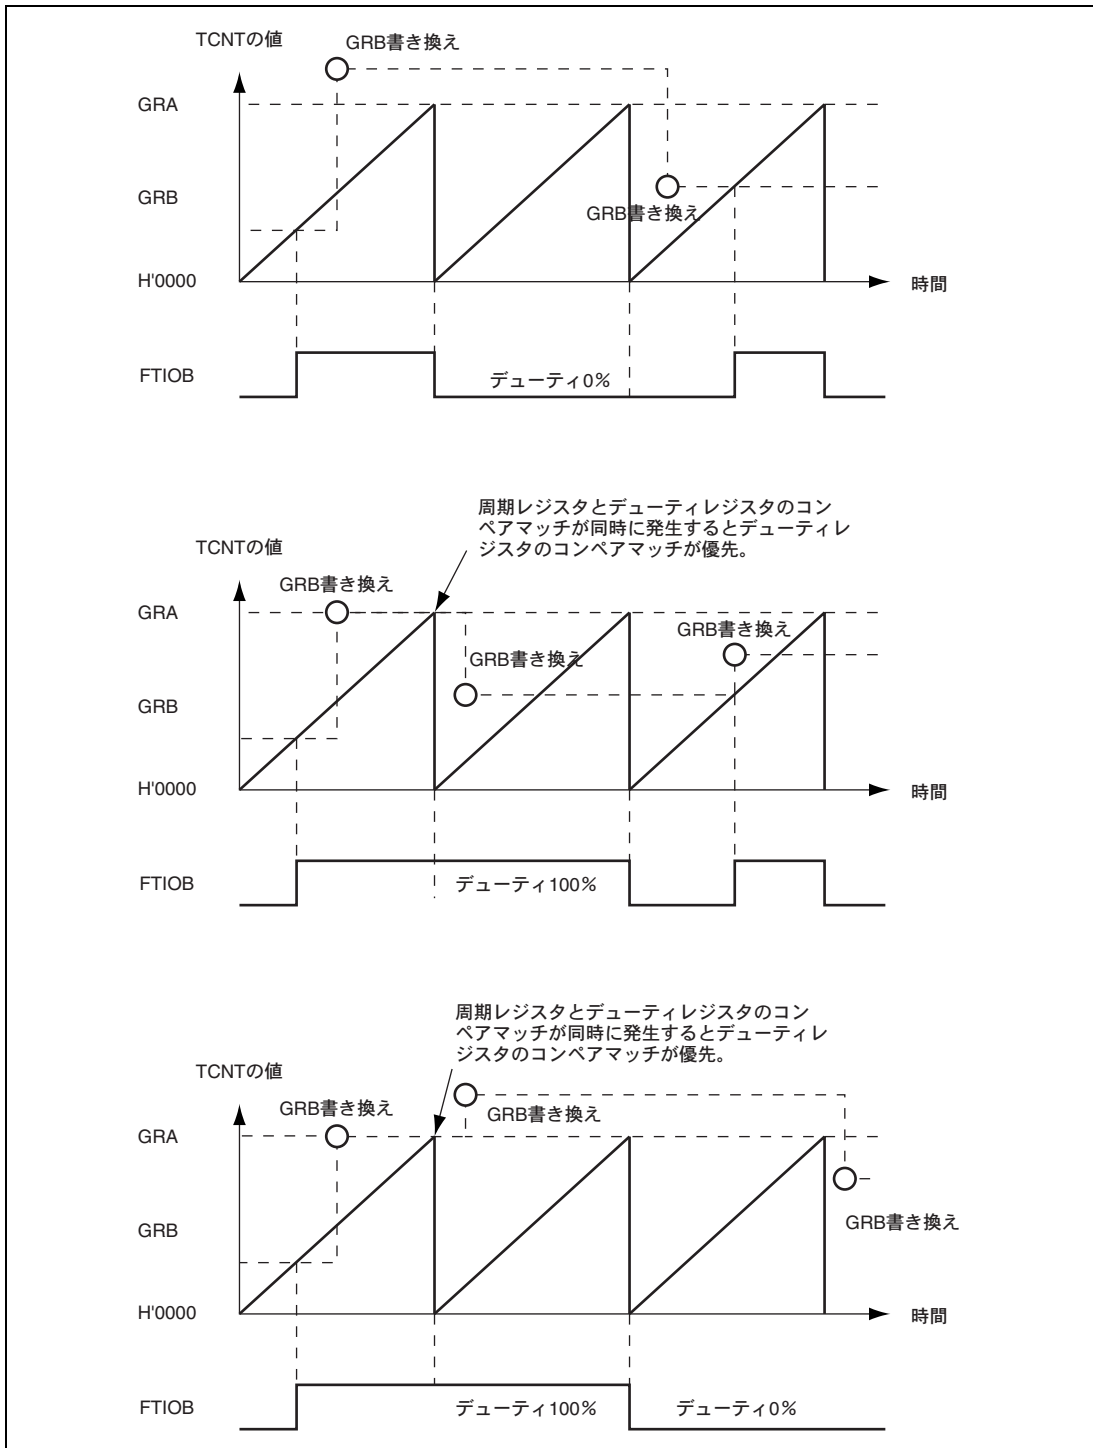 TCNTの値
GRB書き換え
GRA
GRB
GRB書き換え
H'0000
時間
FTIOB
デューティ0%
周期レジスタとデューティレジスタのコン
ペアマッチが同時に発生するとデューティレ
ジスタのコンペアマッチが優先。
TCNTの値
GRB書き換え
GRA
GRB書き換え
GRB書き換え
GRB
H'0000
時間
FTIOB
デューティ100%
周期レジスタとデューティレジスタのコン
ペアマッチが同時に発生するとデューティレ
ジスタのコンペアマッチが優先。
TCNTの値
GRB書き換え
GRB書き換え
GRA
GRB
GRB書き換え
H'0000
時間
FTIOB
デューティ100%
デューティ0%